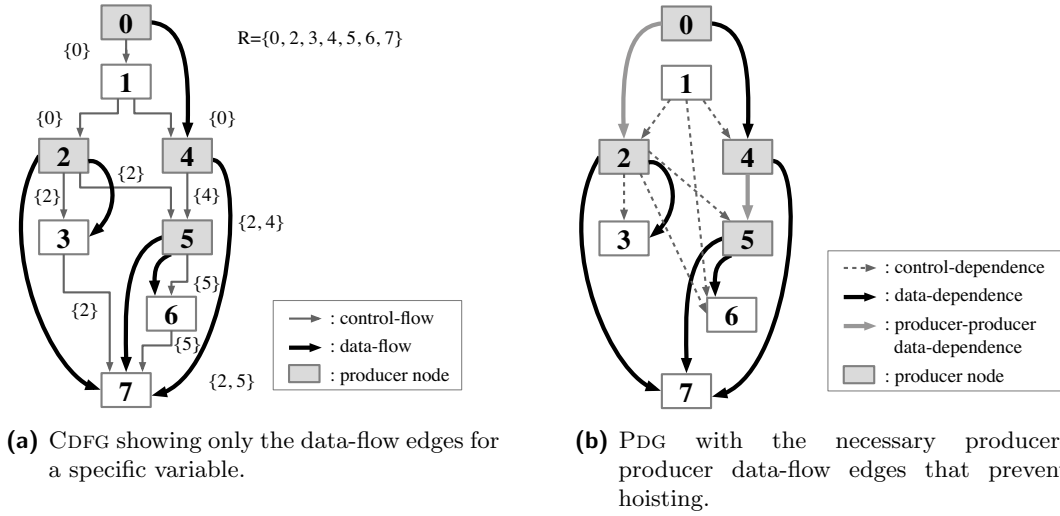 0
R={0, 2, 3, 4, 5, 6, 7}
{0}
1
{0}
{0}
2
4
{2}
{2}
{4}
3
5
{2, 4}
{5}
{2}
6
{5}
7
{2, 5}
: control-flow
: data-flow
: producer node
(a) CDFG showing only the data-flow edges for
a specific variable.
0
1
2
4
3
5
6
7
: control-dependence
: data-dependence
: producer-producer
data-dependence
: producer node
(b) PDG with the necessary producer
producer data-flow edges that preven
hoisting.